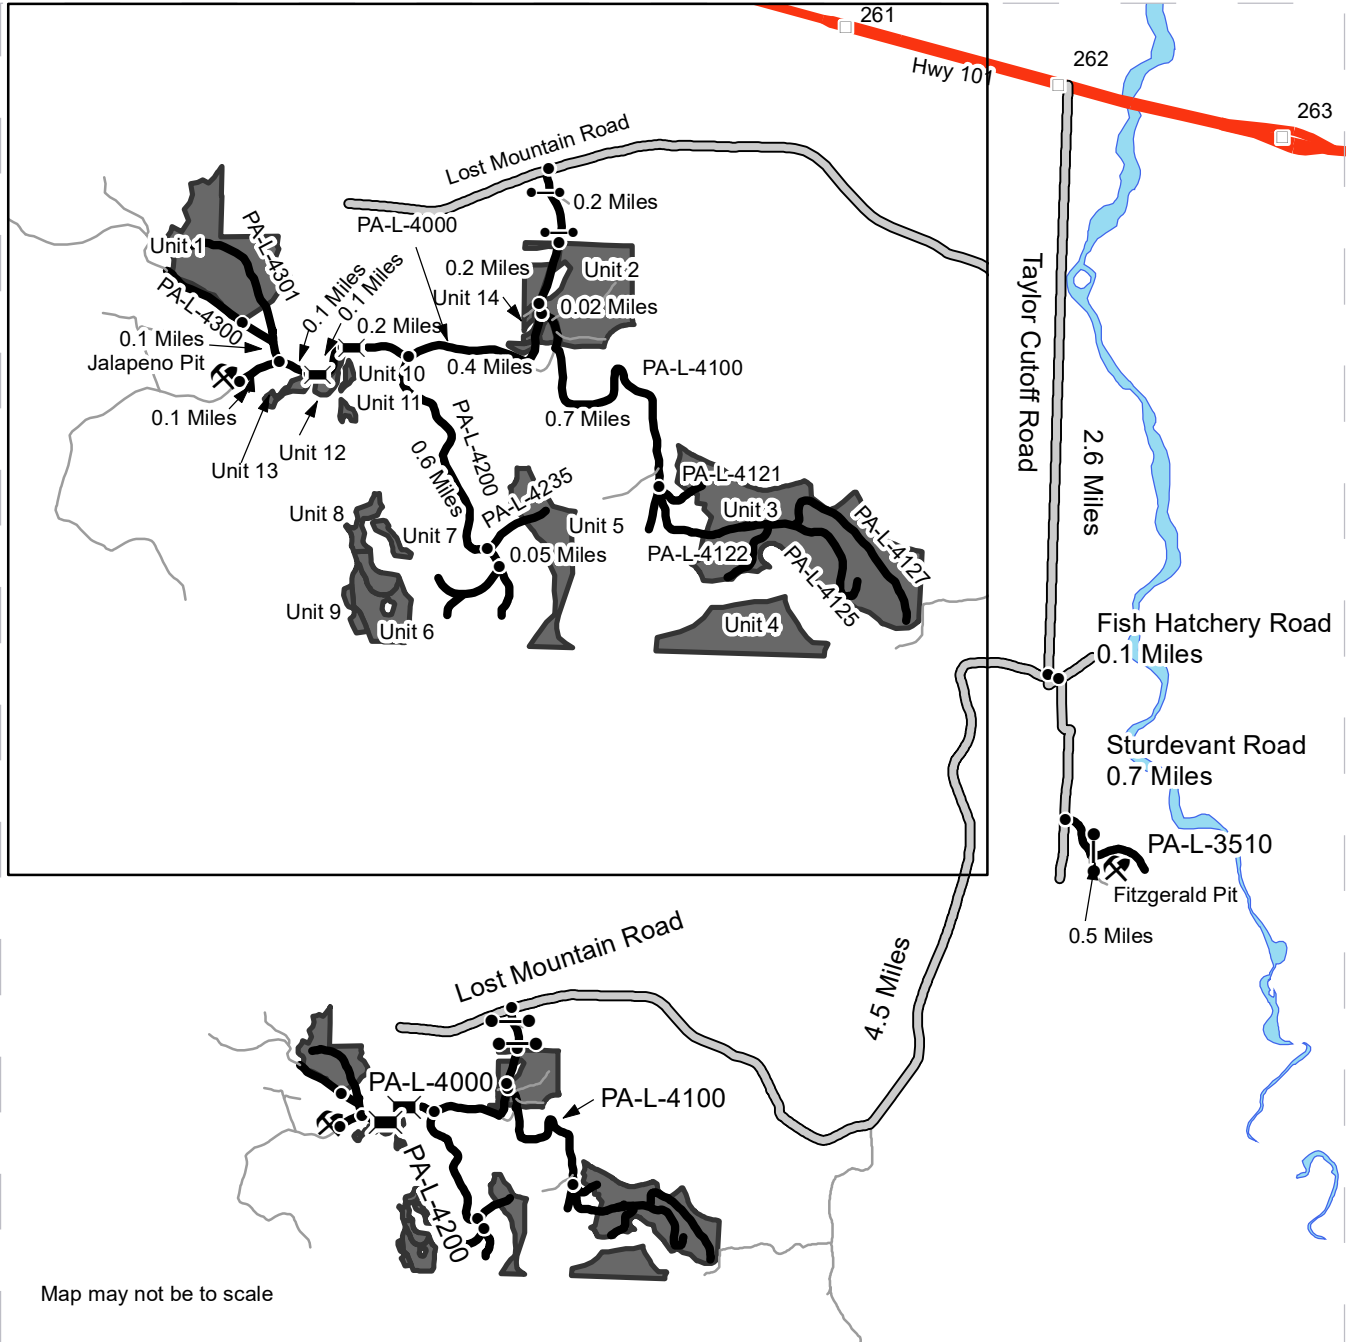 261
Hwy 101
262
263
Lost Mountain Road
0.2 Miles
PA-L-4000
Unit 1
PA-L-4301
0.2 Miles
Unit 2
0.1 Miles
0.1 Miles
Unit 14
PA-L-4300
0.02 Miles
0.1 Miles
0.2 Miles
Jalapeno Pit
0.4 Miles
PA-L-4100
Unit 10
0.1 Miles
Unit 11
0.7 Miles
Unit 12
Unit 13
PA-L-4200
0.6 Miles
PA-L-4235
PA-L-4121
Unit 8
Unit 7
Unit 5
Unit 3
0.05 Miles
PA-L-4122
PA-L-4127
PA-L-4125
Unit 9
Unit 6
Unit 4
Taylor Cutoff Road
2.6 Miles
Fish Hatchery Road
0.1 Miles
Sturdevant Road
0.7 Miles
PA-L-3510
Fitzgerald Pit
0.5 Miles
Lost Mountain Road
4.5 Miles
PA-L-4000
PA-L-4100
PA-L-4200
Map may not be to scale